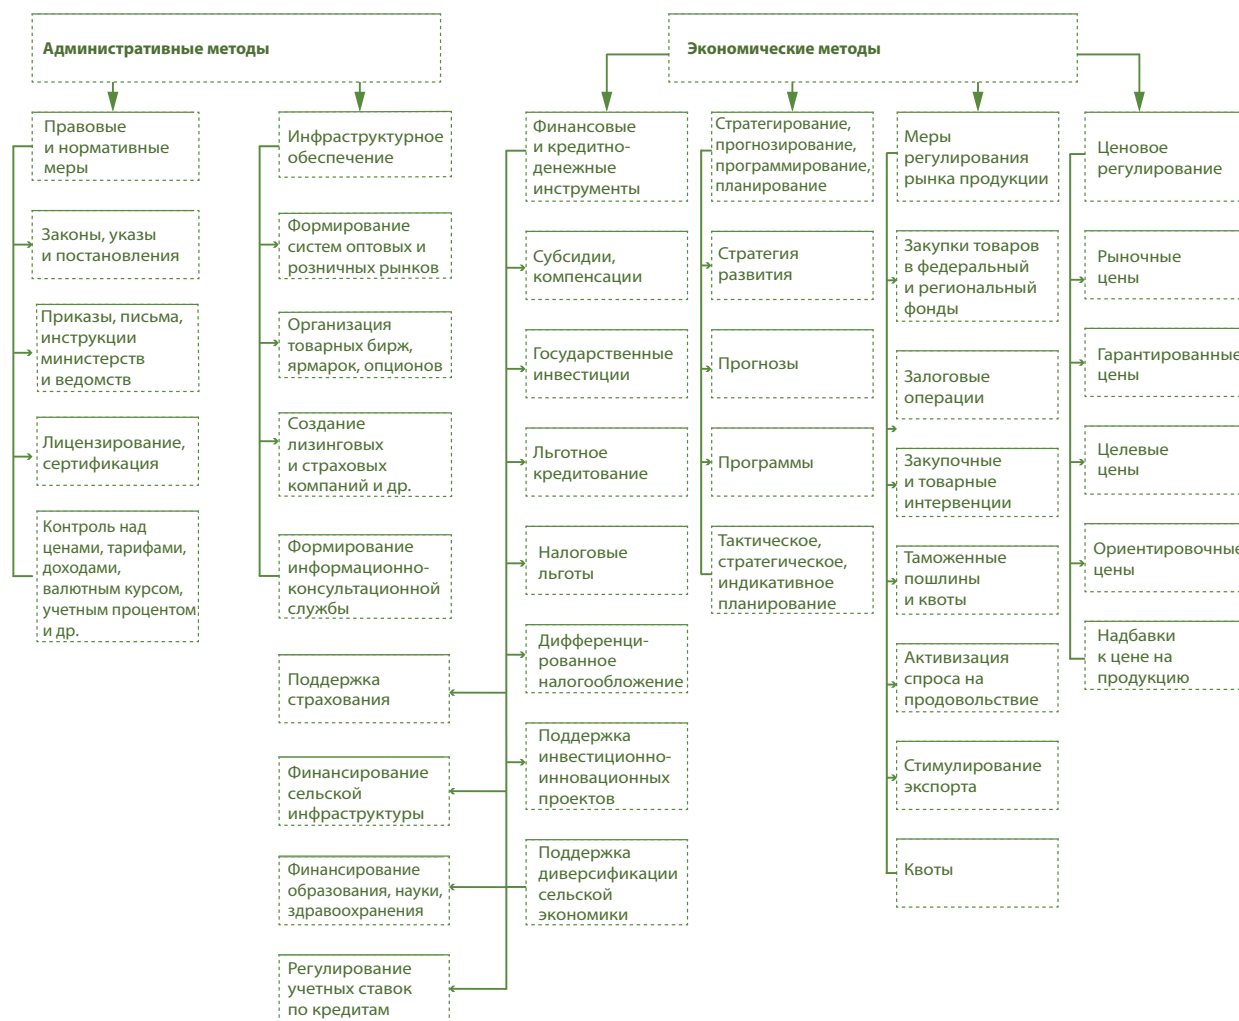 Административные методы
Экономические методы
Правовые
и нормативные
меры
Законы, указы
и постановления
Приказы, письма,
инструкции
министерств
и ведомств
Лицензирование,
сертификация
Контроль над
ценами, тарифами,
доходами,
валютным курсом,
учетным процентом
и др.
Инфраструктурное
обеспечение
Формирование
систем оптовых и
розничных рынков
Организация
товарных бирж,
ярмарок, опционов
Создание
лизинговых
и страховых
компаний и др.
Формирование
информационно-
консультационной
службы
Финансовые
и кредитно-
денежные
инструменты
Субсидии,
компенсации
Государственные
инвестиции
Льготное
кредитование
Налоговые
льготы
Дифференци-
рованное
налогообложение
Поддержка
инвестиционно-
инновационных
проектов
Поддержка
диверсификации
сельской
экономики
Поддержка
страхования
Финансирование
сельской
инфраструктуры
Финансирование
образования, науки,
здравоохранения
Регулирование
учетных ставок
по кредитам
Стратегирование,
прогнозирование,
программирование,
планирование
Стратегия
развития
Прогнозы
Программы
Тактическое,
стратегическое,
индикативное
планирование
Меры
регулирования
рынка продукции
Закупки товаров
в федеральный
и региональный
фонды
Залоговые
операции
Закупочные
и товарные
интервенции
Таможенные
пошлины
и квоты
Активизация
спроса на
продовольствие
Стимулирование
экспорта
Квоты
Ценовое
регулирование
Рыночные
цены
Гарантированные
цены
Целевые
цены
Ориентировочные
цены
Надбавки
к цене на
продукцию